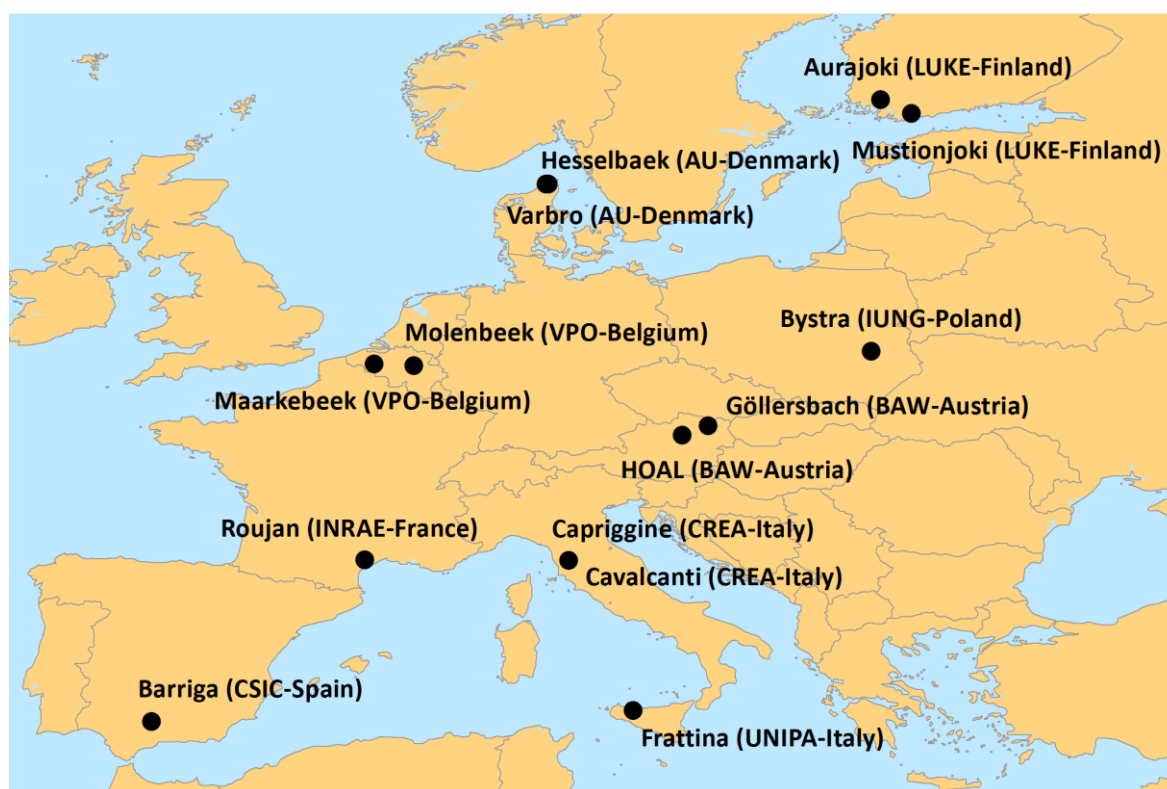 Aurajoki (LUKE-Finland)
Mustionjoki (LUKE-Finland)
Hesselbaek (AU-Denmark)
Varbro (AU-Denmark)
Bystra (IUNG-Poland)
Molenbeek (VPO-Belgium)
Maarkebeek (VPO-Belgium)
Göllersbach (BAW-Austria)
HOAL (BAW-Austria)
Roujan (INRAE-France)
Capriggine (CREA-Italy)
Cavalcanti (CREA-Italy)
Barriga (CSIC-Spain)
Frattina (UNIPA-Italy)